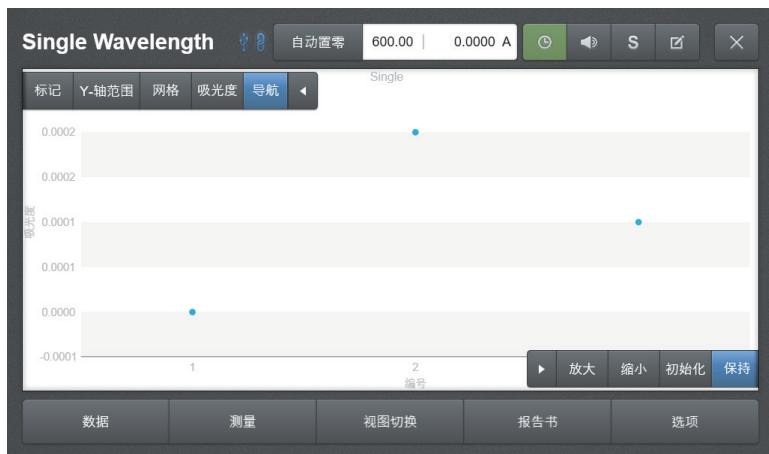 Single Wavelength 自动置零 600.00 0.0000 A S
Single
标记 Y-轴范围 网格 吸光度 导航
0.0002
0.0002
0.0001
0.0001
0.0000
-0.0001
吸光度
1 2
编号
放大 缩小 初始化 保持
数据 测量 视图切换 报告书 选项